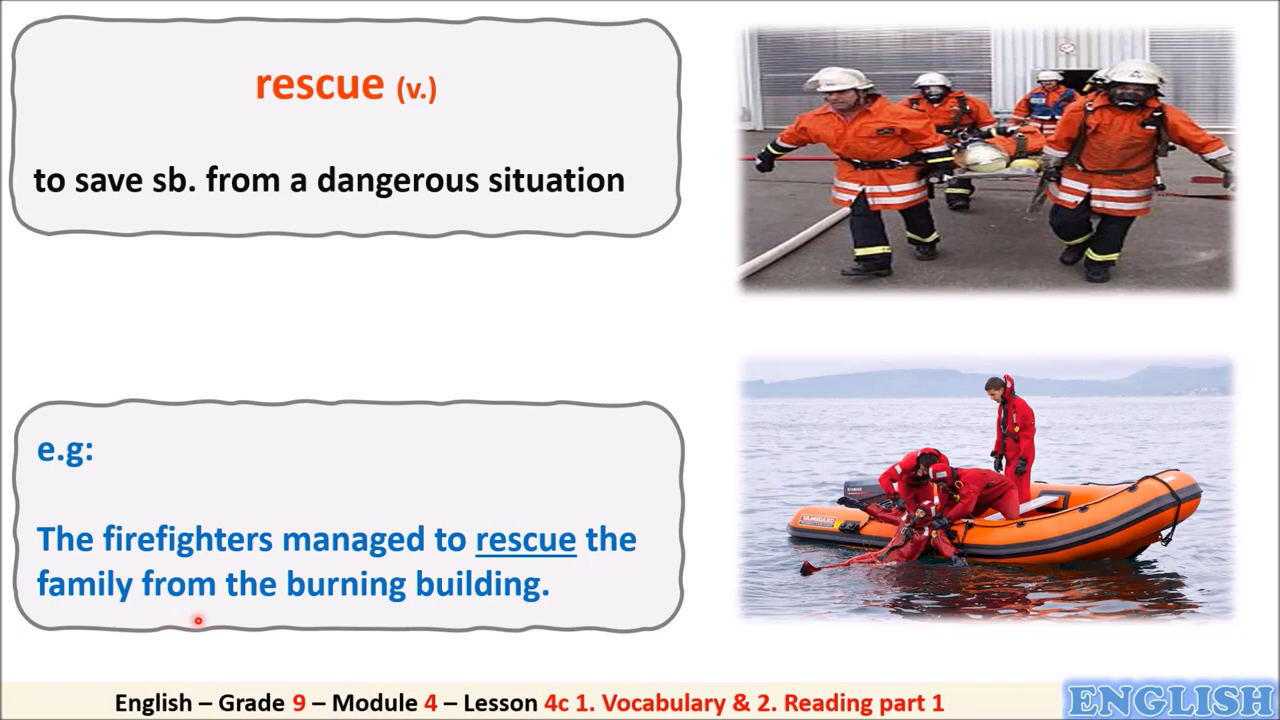 rescue (v.)
to save sb. from a dangerous situation
e.g:
The firefighters managed to rescue the
family from the burning building.
English – Grade 9 – Module 4 – Lesson 4c 1. Vocabulary & 2. Reading part 1
ENGLISH